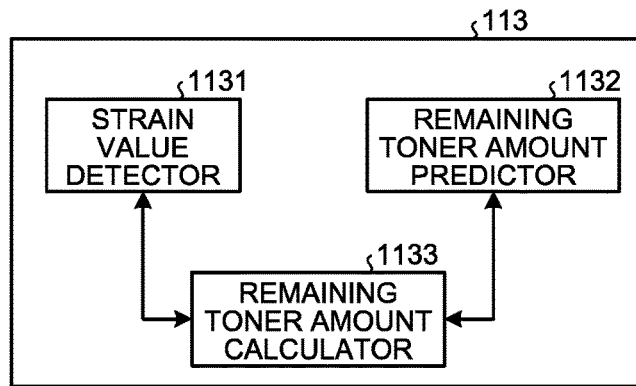 113
1131
STRAIN
VALUE
DETECTOR
1132
REMAINING
TONER AMOUNT
PREDICTOR
1133
REMAINING
TONER AMOUNT
CALCULATOR